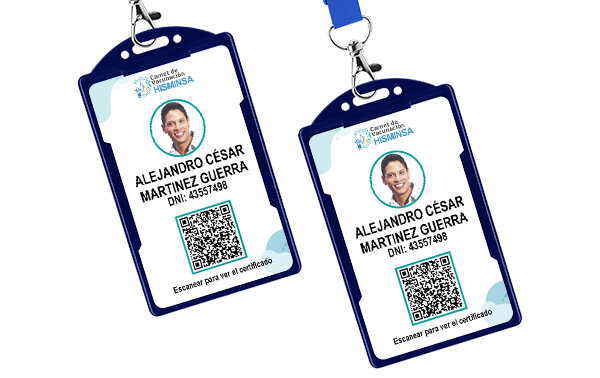 Carnet de
Vacunación
HISMINSA
ALEJANDRO CÉSAR
MARTINEZ GUERRA
DNI: 43557498
Escanear para ver el certificado
Carnet de
Vacunación
HISMINSA
ALEJANDRO CÉSAR
MARTINEZ GUERRA
DNI: 43557498
Escanear para ver el certificado